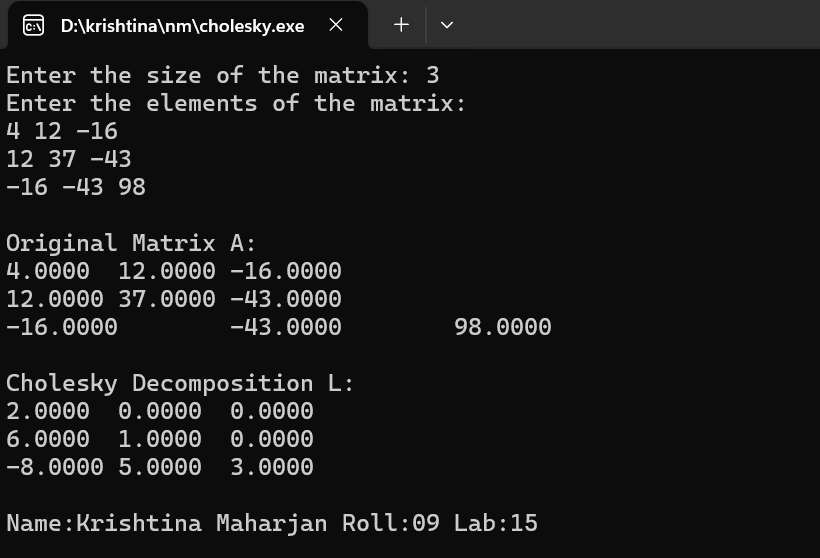 D:\krishtina\nm\cholesky.exe
Enter the size of the matrix: 3
Enter the elements of the matrix:
4 12 -16
12 37 -43
-16 -43 98
Original Matrix A:
4.0000 12.0000 -16.0000
12.0000 37.0000 -43.0000
-16.0000 -43.0000 98.0000
Cholesky Decomposition L:
2.0000 0.0000 0.0000
6.0000 1.0000 0.0000
-8.0000 5.0000 3.0000
Name:Krishtina Maharjan Roll:09 Lab:15